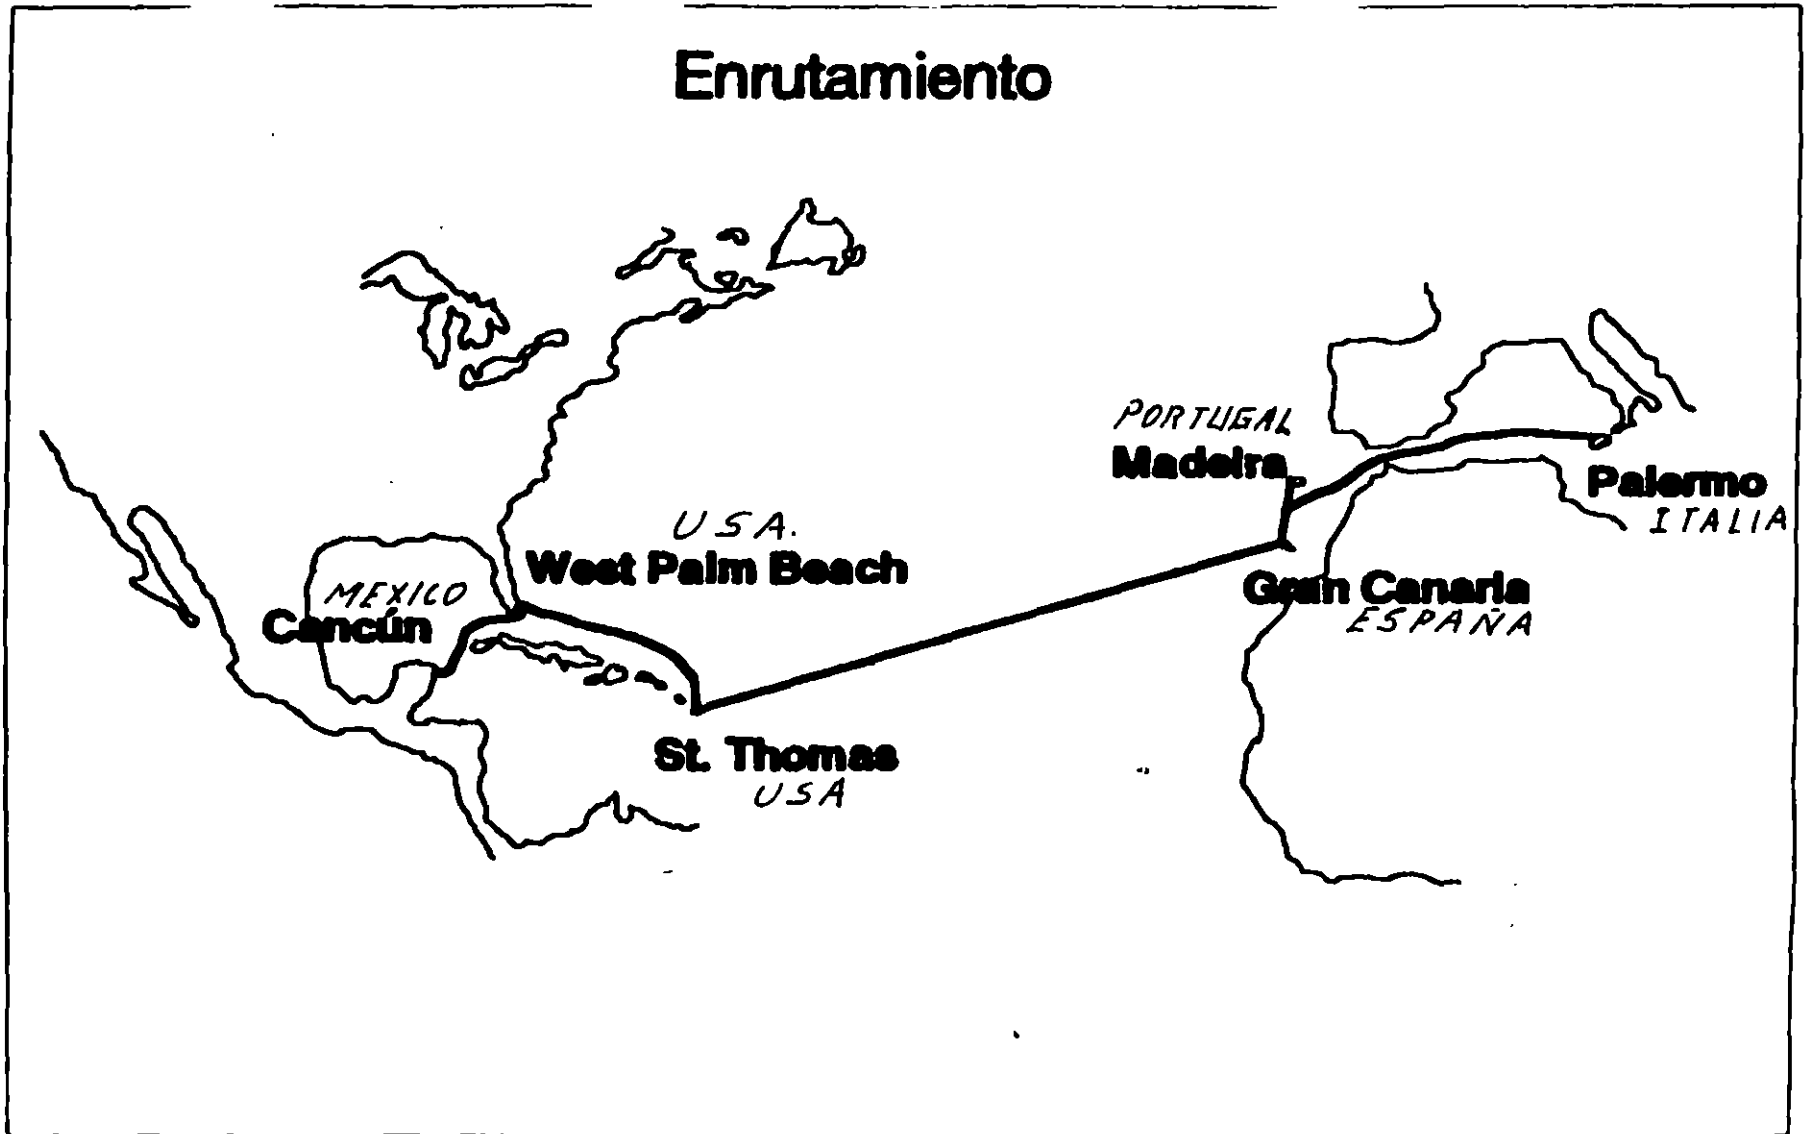 Enrutamiento
PORTUGAL
Madeira
Palermo
ITALIA
U S A.
West Palm Beach
MEXICO
Cancún
Gran Canaria
ESPAÑA
St. Thomas
USA